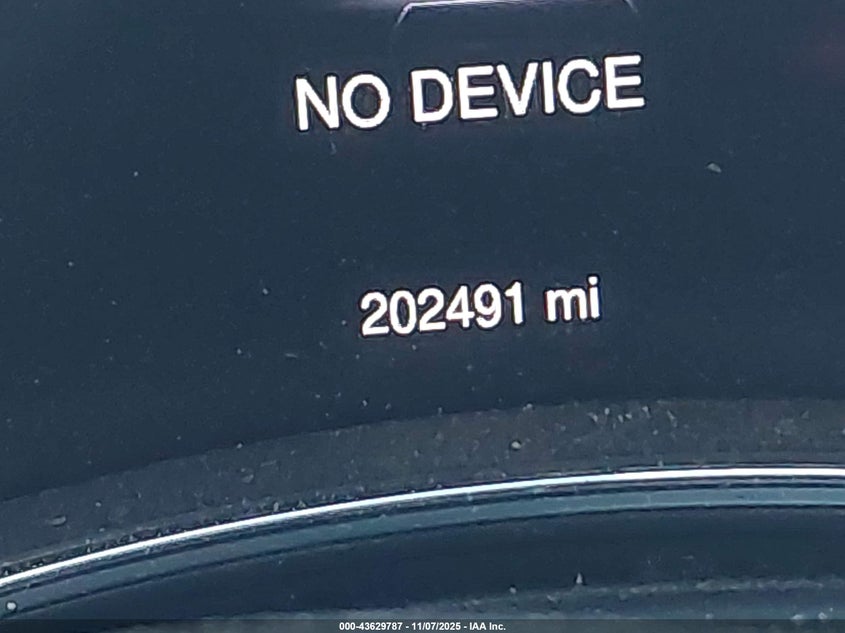 NO DEVICE
202491 mi
000-43629787 - 11/07/2025 - IAA Inc.